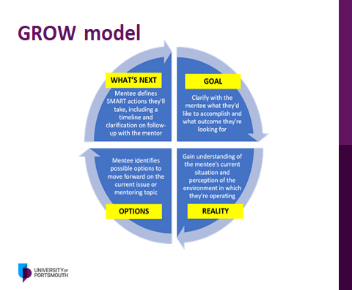 GROW model
WHAT'S NEXT
Mentee defines
SMART actions they'll
take, including a
timeline and
clarification on follow-
up with the mentor
GOAL
Clarify with the
mentee what they'd
like to accomplish and
what outcome they're
looking for
Mentee identifies
possible options to
move forward on the
current issue or
mentoring topic
OPTIONS
Gain understanding of
the mentee's current
situation and
perception of the
environment in which
they're operating
REALITY
UNIVERSITY OF
PORTSMOUTH